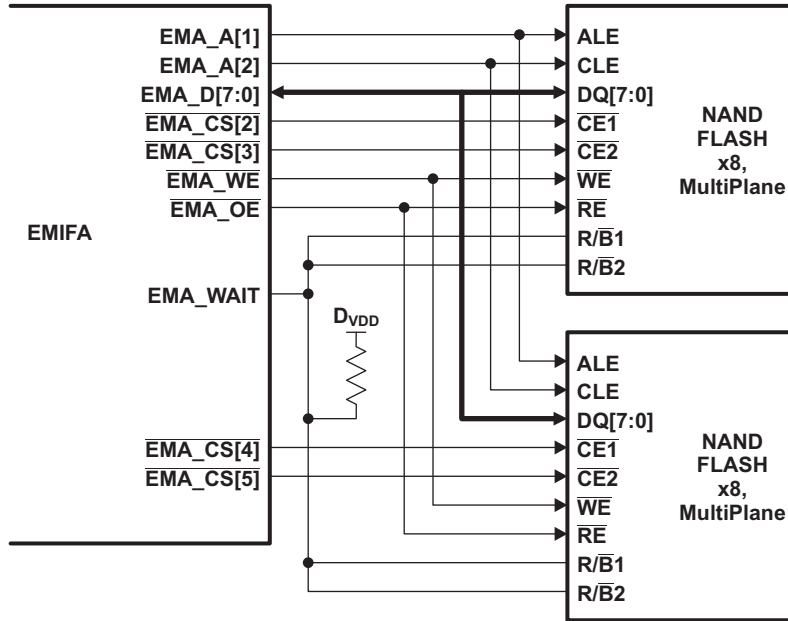 EMA_A[1]
EMA_A[2]
EMA_D[7:0]
EMA_CS[2]
EMA_CS[3]
EMA_WE
EMA_OE
EMIFA
EMA_WAIT
EMA_CS[4]
EMA_CS[5]
DVDD
ALE
CLE
DQ[7:0]
CE1
CE2
WE
RE
R/B1
R/B2
NAND
FLASH
x8,
MultiPlane
ALE
CLE
DQ[7:0]
CE1
CE2
WE
RE
R/B1
R/B2
NAND
FLASH
x8,
MultiPlane